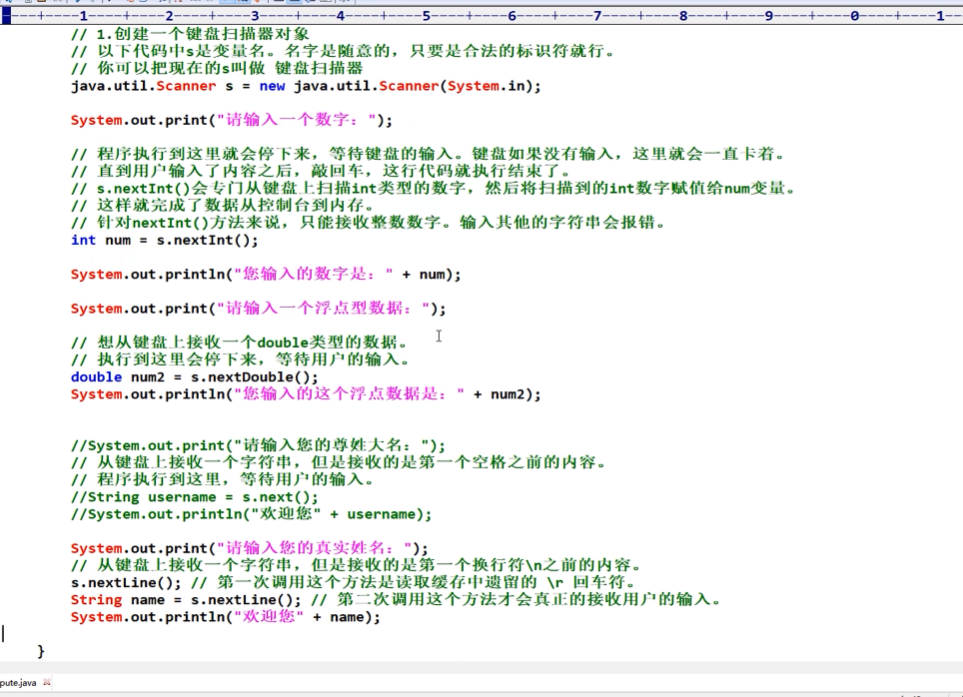 ----+----1----+----2----+----3----+----4----+----5----+----6----+----7----+----8----+----9----+----0----+----1--
// 1.创建一个键盘扫描器对象
// 以下代码中s是变量名。名字是随意的，只要是合法的标识符就行。
// 你可以把现在的s叫做 键盘扫描器
java.util.Scanner s = new java.util.Scanner(System.in);
System.out.print("请输入一个数字：");
// 程序执行到这里就会停下来，等待键盘的输入。键盘如果没有输入，这里就会一直卡着。
// 直到用户输入了内容之后，敲回车，这行代码就执行结束了。
// s.nextInt()会专门从键盘上扫描int类型的数字，然后将扫描到的int数字赋值给num变量。
// 这样就完成了数据从控制台到内存。
// 针对nextInt()方法来说，只能接收整数数字。输入其他的字符串会报错。
int num = s.nextInt();
System.out.println("您输入的数字是：" + num);
System.out.print("请输入一个浮点型数据：");
// 想从键盘上接收一个double类型的数据。
// 执行到这里会停下来，等待用户的输入。
double num2 = s.nextDouble();
System.out.println("您输入的这个浮点数据是：" + num2);
//System.out.print("请输入您的尊姓大名：");
// 从键盘上接收一个字符串，但是接收的是第一个空格之前的内容。
// 程序执行到这里，等待用户的输入。
//String username = s.next();
//System.out.println("欢迎您" + username);
System.out.print("请输入您的真实姓名：");
// 从键盘上接收一个字符串，但是接收的是第一个换行符\n之前的内容。
s.nextLine(); // 第一次调用这个方法是读取缓存中遗留的 \r 回车符。
String name = s.nextLine(); // 第二次调用这个方法才会真正的接收用户的输入。
System.out.println("欢迎您" + name);
}
pute.java